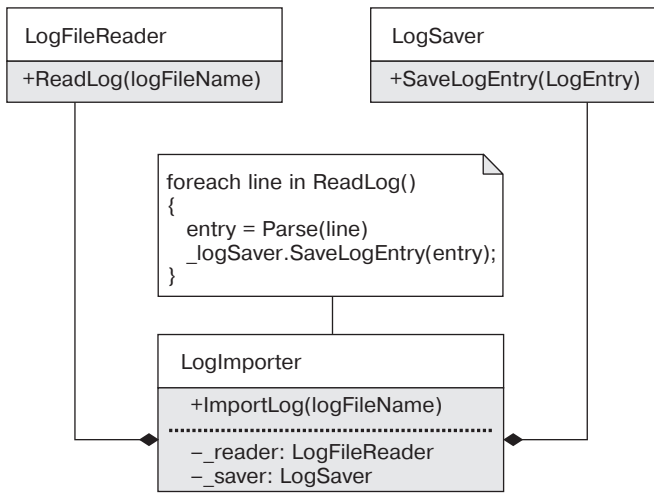 LogFileReader
+ReadLog(logFileName)
LogSaver
+SaveLogEntry(LogEntry)
foreach line in ReadLog()
{
entry = Parse(line)
_logSaver.SaveLogEntry(entry);
}
LogImporter
+ImportLog(logFileName)
–_reader: LogFileReader
–_saver: LogSaver